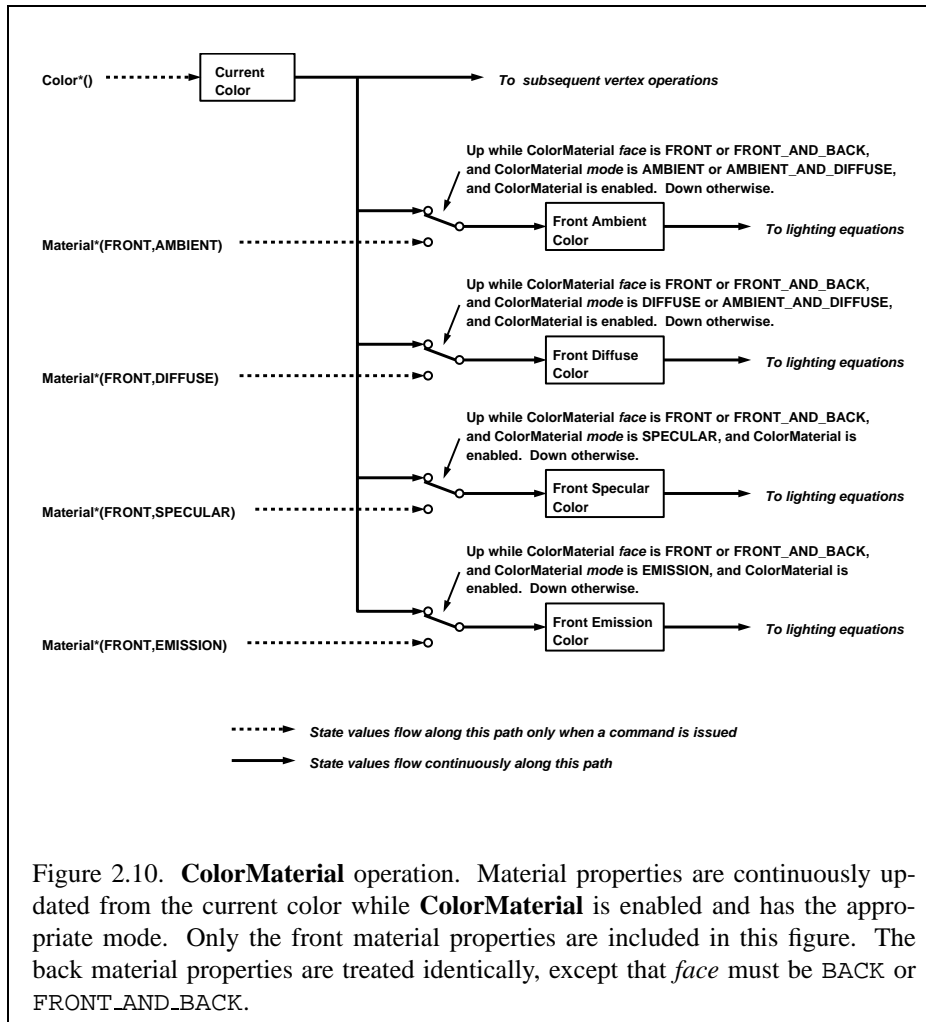 Color*()
Current
Color
To subsequent vertex operations
Up while ColorMaterial face is FRONT or FRONT_AND_BACK,
and ColorMaterial mode is AMBIENT or AMBIENT_AND_DIFFUSE,
and ColorMaterial is enabled. Down otherwise.
Material*(FRONT,AMBIENT)
Front Ambient
Color
To lighting equations
Up while ColorMaterial face is FRONT or FRONT_AND_BACK,
and ColorMaterial mode is DIFFUSE or AMBIENT_AND_DIFFUSE,
and ColorMaterial is enabled. Down otherwise.
Material*(FRONT,DIFFUSE)
Front Diffuse
Color
To lighting equations
Up while ColorMaterial face is FRONT or FRONT_AND_BACK,
and ColorMaterial mode is SPECULAR, and ColorMaterial is
enabled. Down otherwise.
Material*(FRONT,SPECULAR)
Front Specular
Color
To lighting equations
Up while ColorMaterial face is FRONT or FRONT_AND_BACK,
and ColorMaterial mode is EMISSION, and ColorMaterial is
enabled. Down otherwise.
Material*(FRONT,EMISSION)
Front Emission
Color
To lighting equations
State values flow along this path only when a command is issued
State values flow continuously along this path
Figure 2.10. ColorMaterial operation. Material properties are continuously up-
dated from the current color while ColorMaterial is enabled and has the appro-
priate mode. Only the front material properties are included in this figure. The
back material properties are treated identically, except that face must be BACK or
FRONT_AND_BACK.